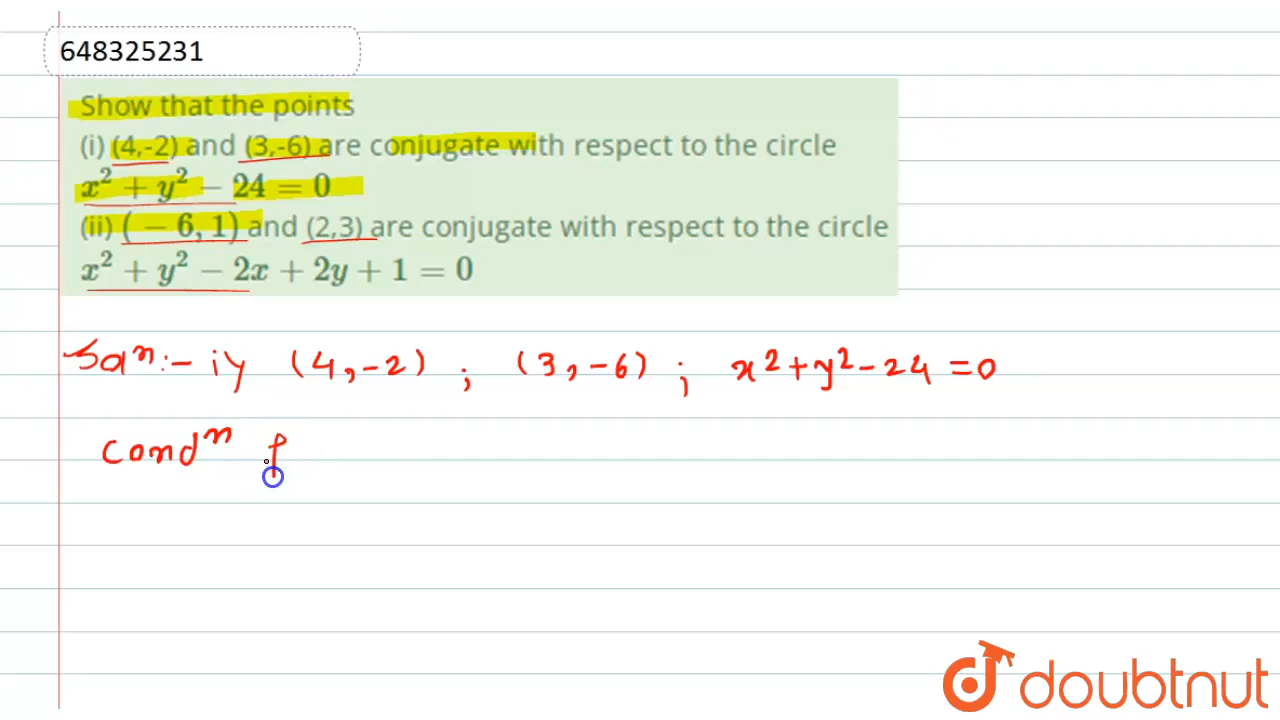 648325231
Show that the points
(i) (4,-2) and (3,-6) are conjugate with respect to the circle
x² + y² − 24 = 0
(ii) (−6,1) and (2,3) are conjugate with respect to the circle
x² + y² − 2x + 2y + 1 = 0
Solⁿ:- i) (4,-2) ; (3,-6) ; x²+y²-24=0
Condⁿ f
doubtnut